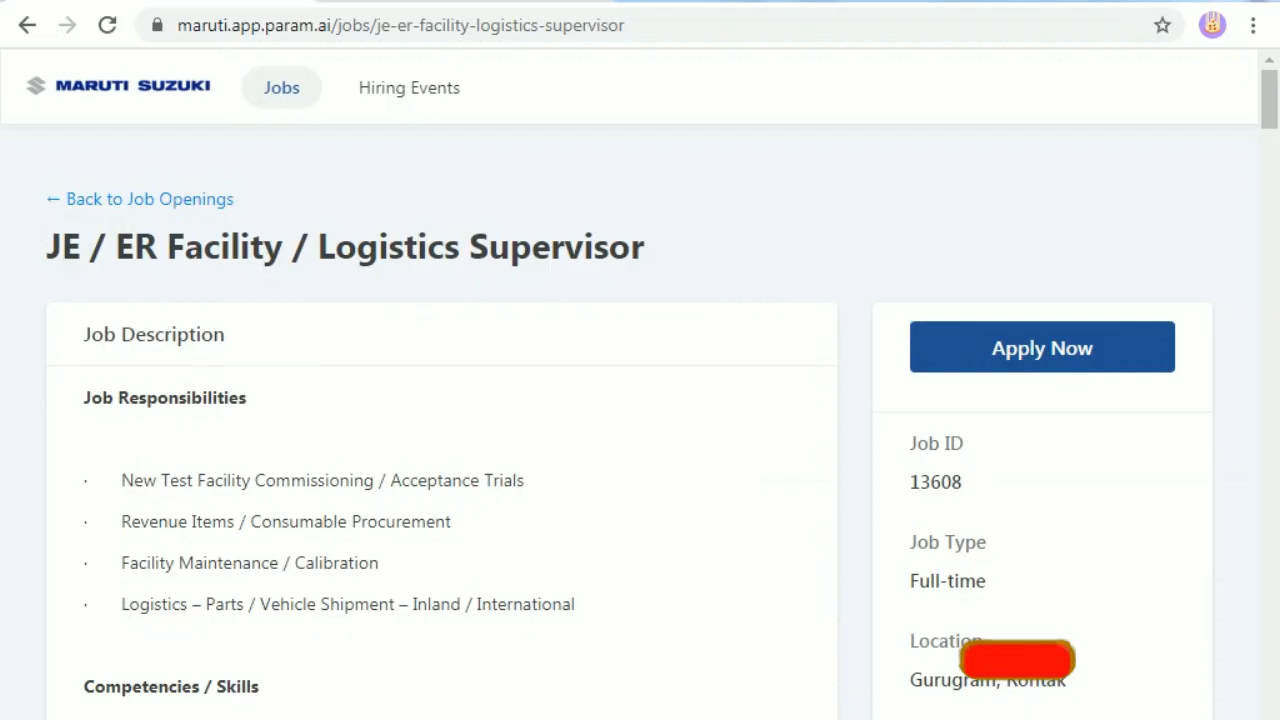 maruti.app.param.ai/jobs/je-er-facility-logistics-supervisor
MARUTI SUZUKI
Jobs
Hiring Events
← Back to Job Openings
JE / ER Facility / Logistics Supervisor
Job Description
Job Responsibilities
· New Test Facility Commissioning / Acceptance Trials
· Revenue Items / Consumable Procurement
· Facility Maintenance / Calibration
· Logistics – Parts / Vehicle Shipment – Inland / International
Competencies / Skills
Apply Now
Job ID
13608
Job Type
Full-time
Location
Gurugram, Rohtak